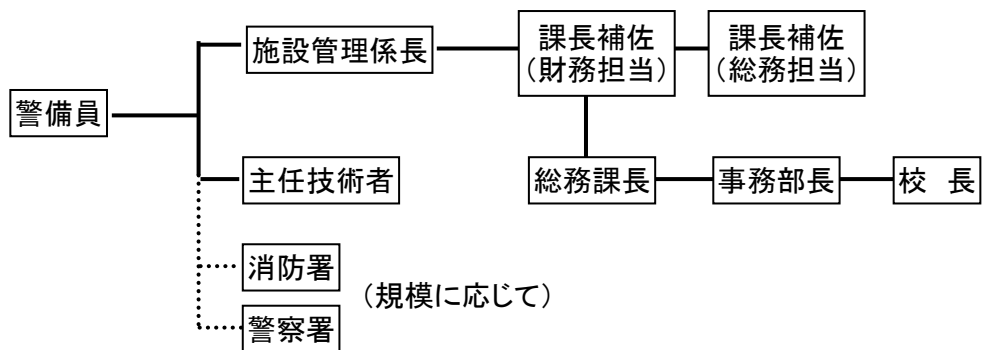 施設管理係長
課長補佐
(財務担当)
課長補佐
(総務担当)
警備員
主任技術者
総務課長
事務部長
校　長
消防署
(規模に応じて)
警察署